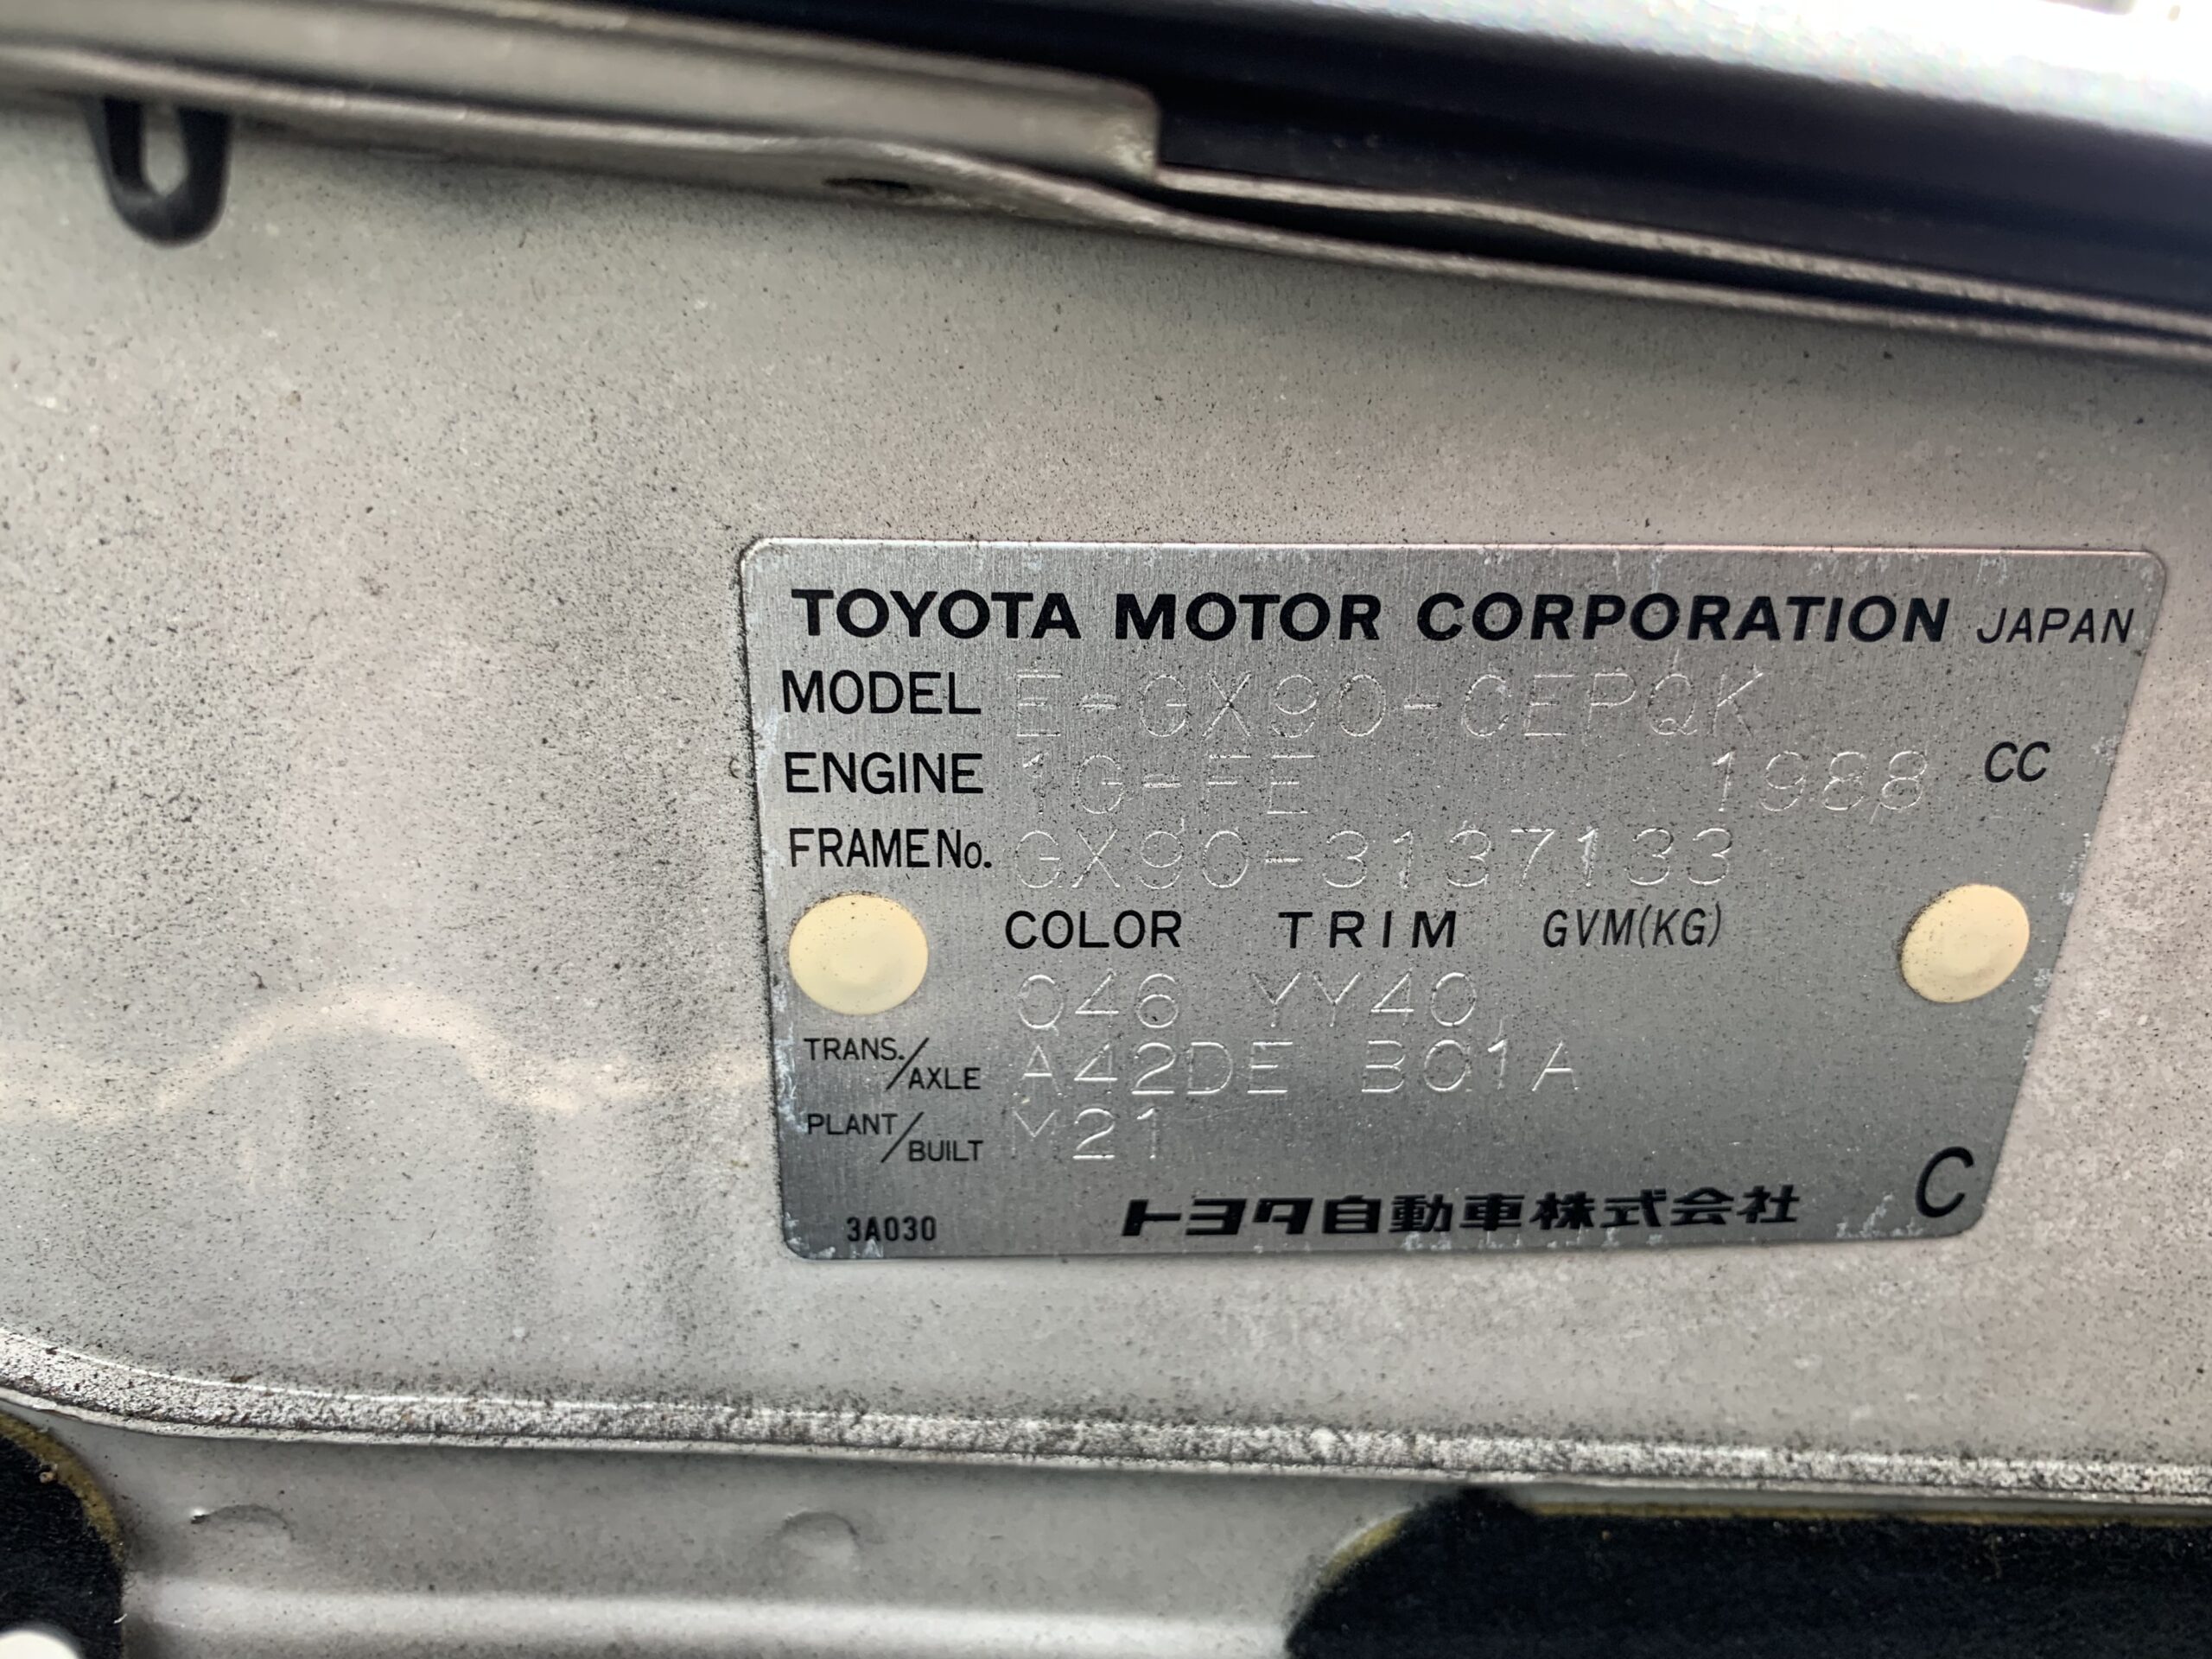 TOYOTA MOTOR CORPORATION JAPAN
MODEL E-GX90-CEPQK
ENGINE 1G-FE 1988 CC
FRAME No. GX90-3137133
COLOR TRIM GVM(KG)
046 YY40
TRANS./AXLE A42DE B01A
PLANT/BUILT M21
3A030 トヨタ自動車株式会社 C